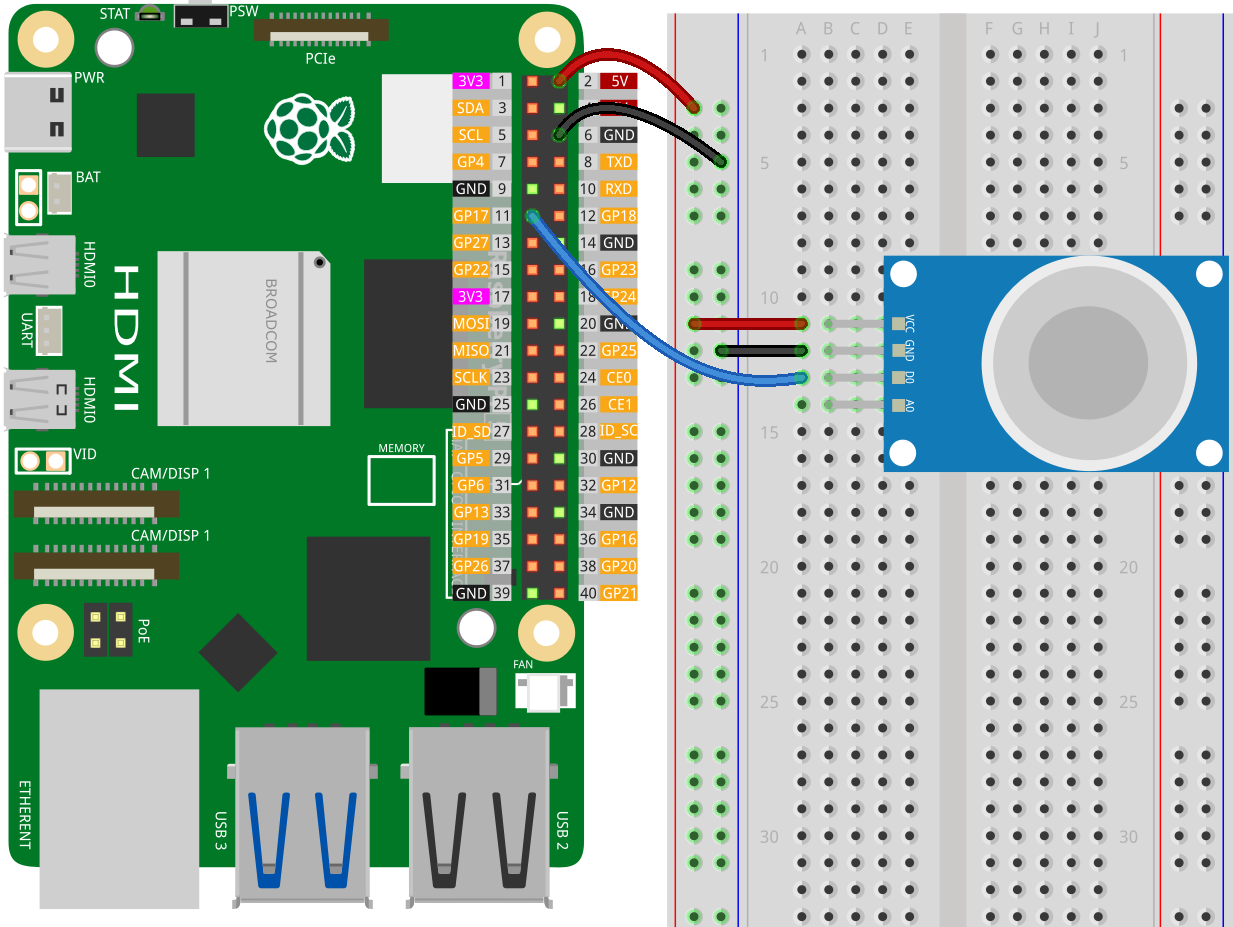 STAT
PSW
PCIe
PWR
BAT
HDMI0
UART
HDMI
HDMI0
VID
BROADCOM
MEMORY
CAM/DISP 1
CAM/DISP 1
PoE
FAN
ETHERENT
USB 3
USB 2
3V3 1 2 5V
SDA 3
SCL 5 6 GND
GP4 7 8 TXD
GND 9 10 RXD
GP17 11 12 GP18
GP27 13 14 GND
GP22 15 16 GP23
3V3 17 18 GP24
MOSI 19 20 GND
MISO 21 22 GP25
SCLK 23 24 CE0
GND 25 26 CE1
ID_SD 27 28 ID_SC
GP5 29 30 GND
GP6 31 32 GP12
GP13 33 34 GND
GP19 35 36 GP16
GP26 37 38 GP20
GND 39 40 GP21
A B C D E F G H I J
1 1
5 5
10
15
20 20
25 25
30 30
VCC
GND
D0
A0